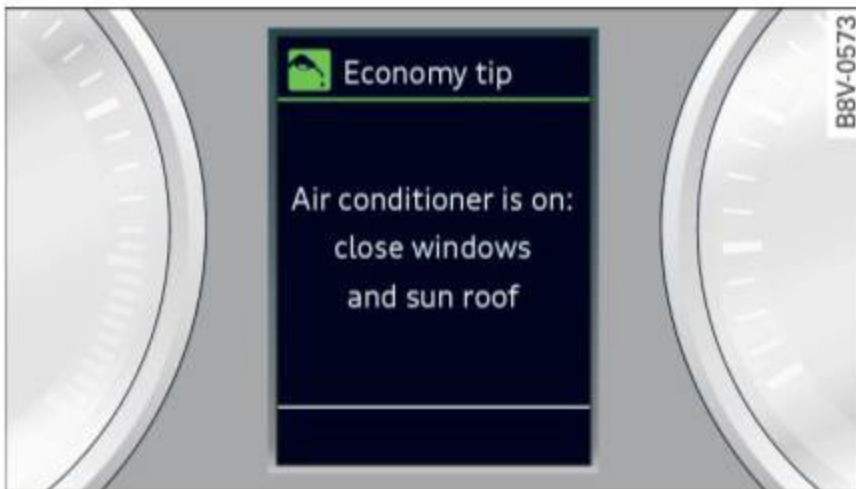 Economy tip
Air conditioner is on:
close windows
and sun roof
B8V-0573